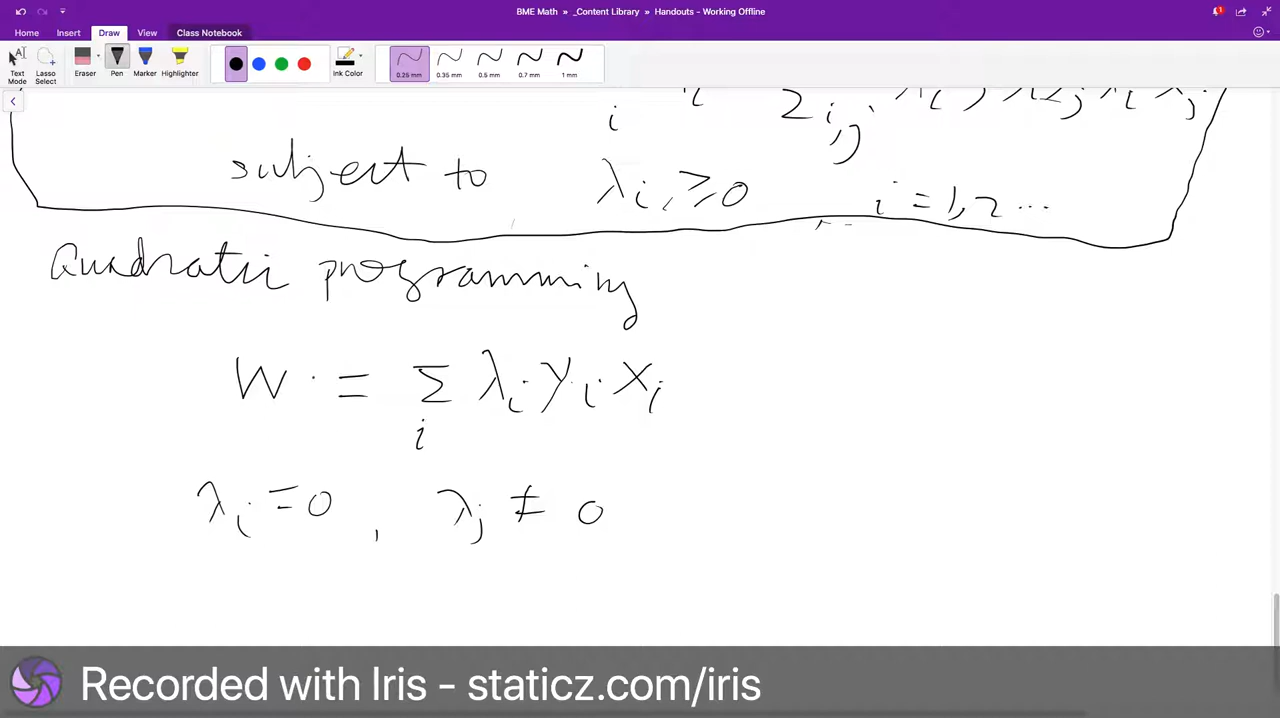 BME Math » _Content Library » Handouts - Working Offline
Home Insert Draw View Class Notebook
Text Mode Lasso Select Eraser Pen Marker Highlighter Ink Color 0.25 mm 0.35 mm 0.5 mm 0.7 mm 1 mm
subject to λi ≥ 0 i = 1, 2 ...
Quadratic programming
W = Σ λi yi xi
i
λi = 0 , λj ≠ 0
Recorded with Iris - staticz.com/iris